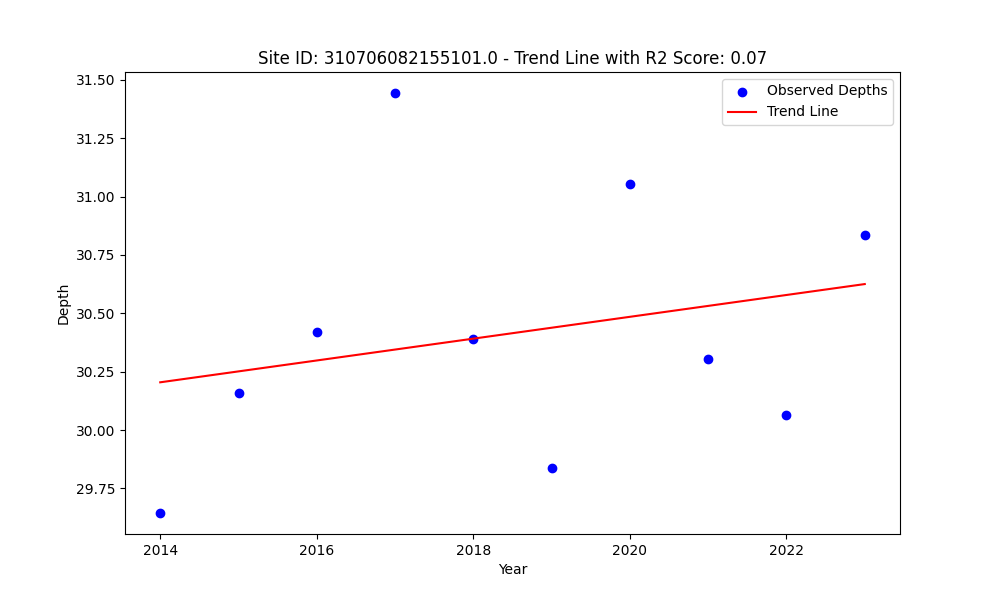 Site ID: 310706082155101.0 - Trend Line with R2 Score: 0.07
Observed Depths
Trend Line
31.50
31.25
31.00
30.75
30.50
30.25
30.00
29.75
Depth
2014
2016
2018
2020
2022
Year